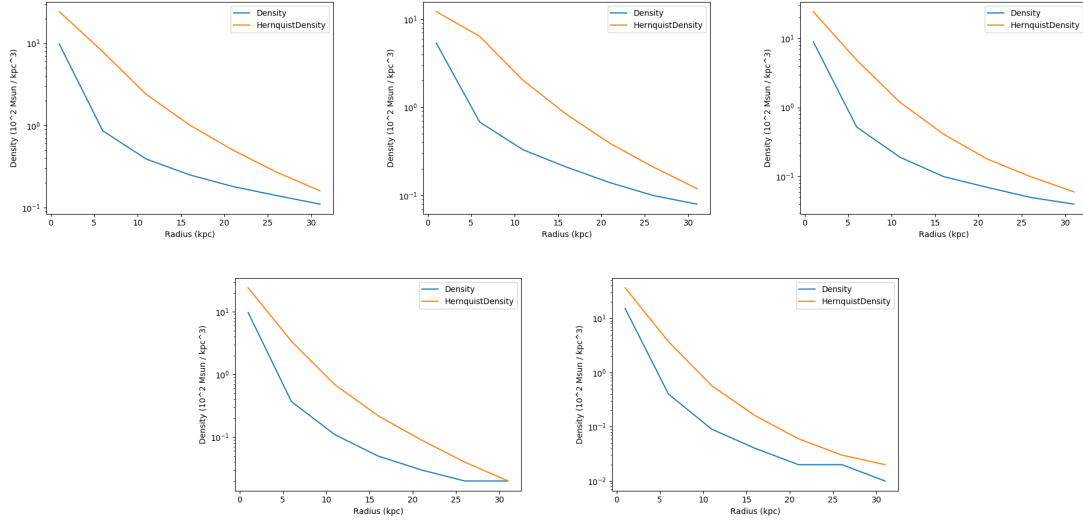 Density
HernquistDensity
Density (10^2 Msun / kpc^3)
10^1
10^0
10^-1
0 5 10 15 20 25 30
Radius (kpc)
Density
HernquistDensity
Density (10^2 Msun / kpc^3)
10^1
10^0
10^-1
0 5 10 15 20 25 30
Radius (kpc)
Density
HernquistDensity
Density (10^2 Msun / kpc^3)
10^1
10^0
10^-1
0 5 10 15 20 25 30
Radius (kpc)
Density
HernquistDensity
Density (10^2 Msun / kpc^3)
10^1
10^0
10^-1
0 5 10 15 20 25 30
Radius (kpc)
Density
HernquistDensity
Density (10^2 Msun / kpc^3)
10^1
10^0
10^-1
10^-2
0 5 10 15 20 25 30
Radius (kpc)